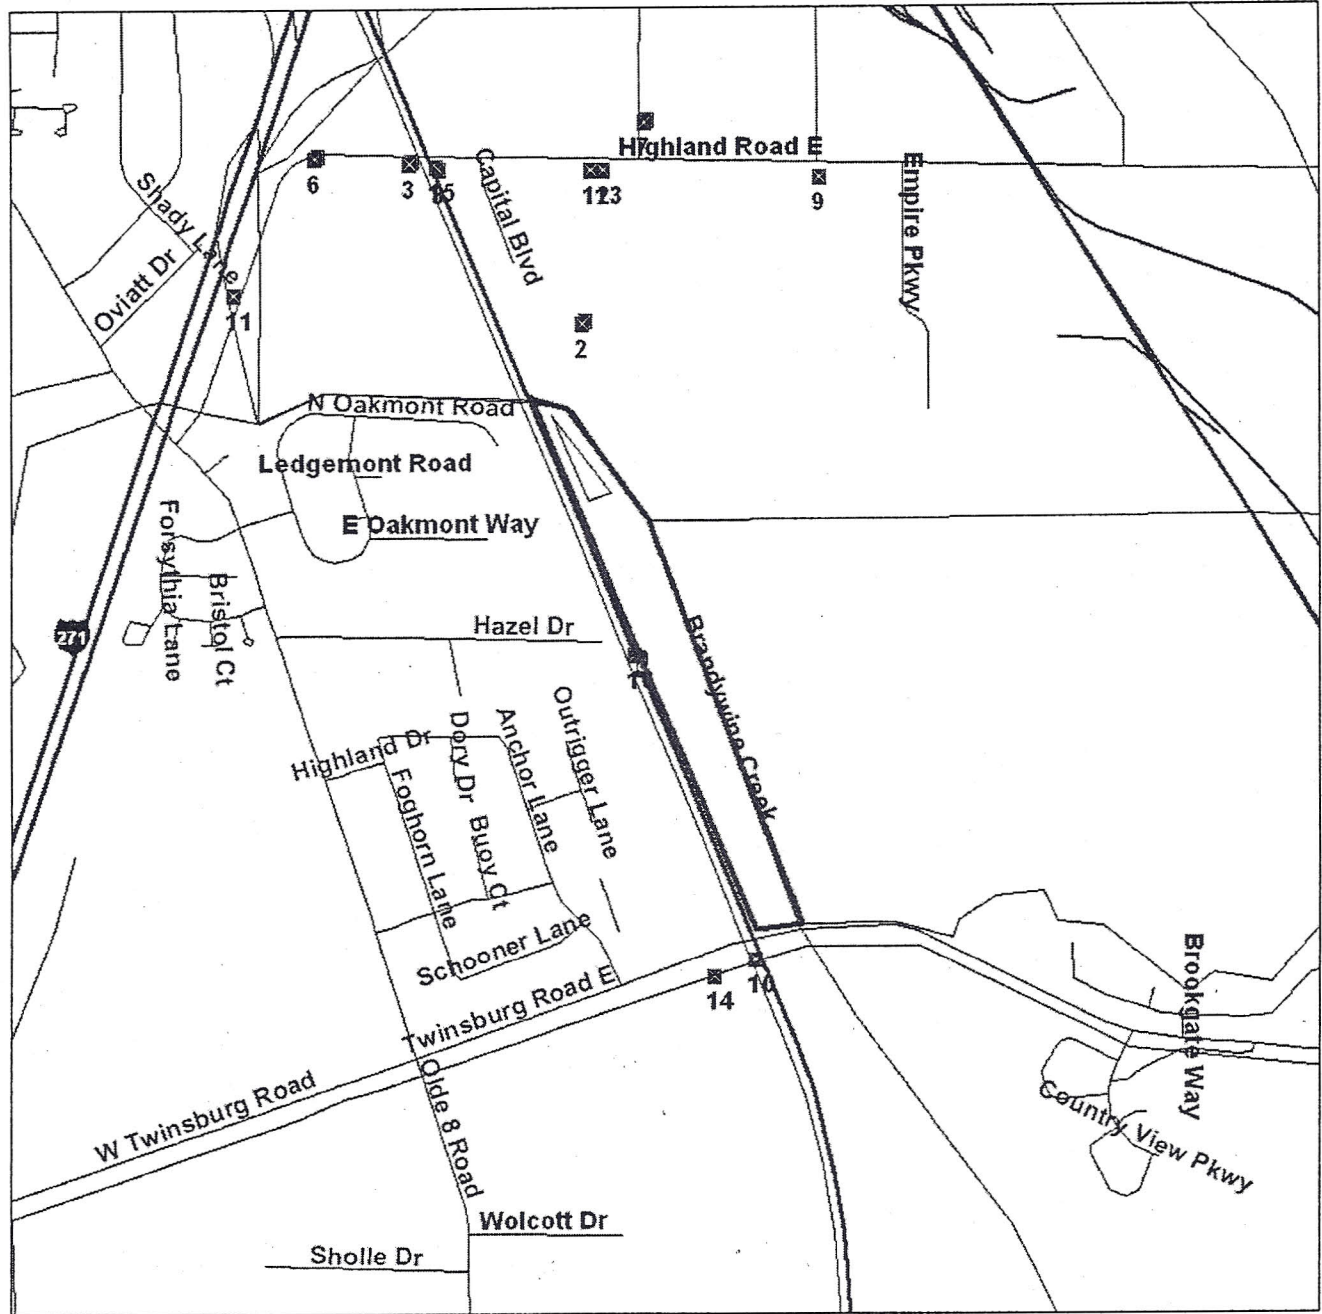 Highland Road E
6
3
9
Capital Blvd
Empire Pkwy
Shady Lane
Oviatt Dr
11
2
N Oakmont Road
Ledgemont Road
E Oakmont Way
Forsythia Lane
Bristol Ct
271
Hazel Dr
Brandywine Creek
Outrigger Lane
Anchor Lane
Dory Dr
Highland Dr
Foghorn Lane
Buoy Ct
Schooner Lane
Twinsburg Road E
14
10
Brookgate Way
Olde 8 Road
W Twinsburg Road
Country View Pkwy
Wolcott Dr
Sholle Dr